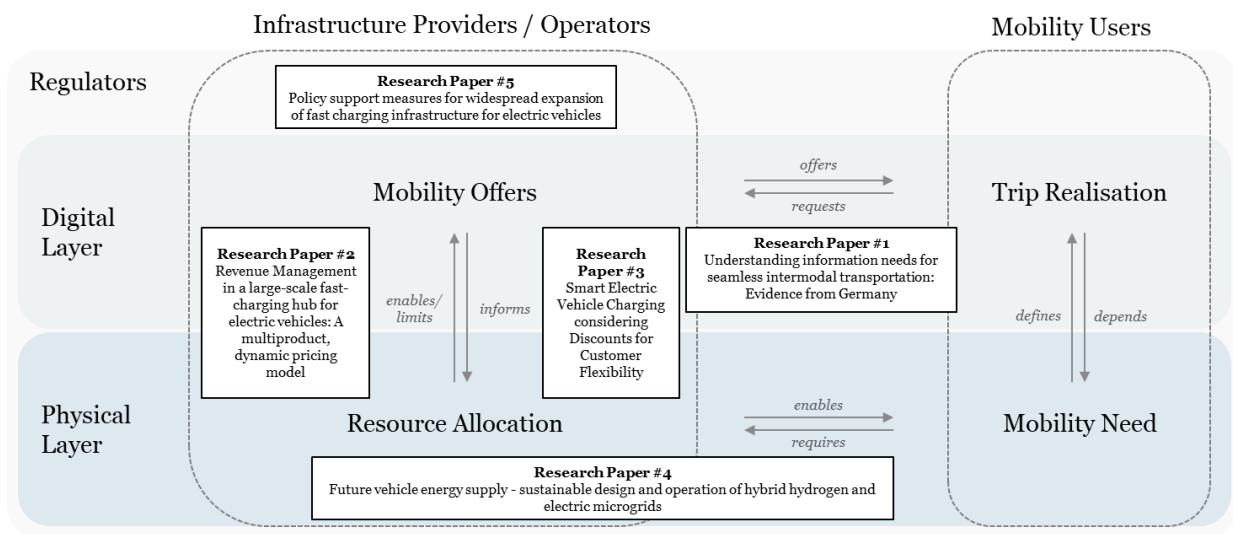 Infrastructure Providers / Operators
Mobility Users
Regulators
Research Paper #5
Policy support measures for widespread expansion
of fast charging infrastructure for electric vehicles
Digital
Layer
Mobility Offers
offers
requests
Trip Realisation
Research Paper #2
Revenue Management
in a large-scale fast-
charging hub for
electric vehicles: A
multiproduct,
dynamic pricing
model
enables/
limits
informs
Research
Paper #3
Smart Electric
Vehicle Charging
considering
Discounts for
Customer
Flexibility
Research Paper #1
Understanding information needs for
seamless intermodal transportation:
Evidence from Germany
defines
depends
Physical
Layer
Resource Allocation
enables
requires
Mobility Need
Research Paper #4
Future vehicle energy supply - sustainable design and operation of hybrid hydrogen and
electric microgrids